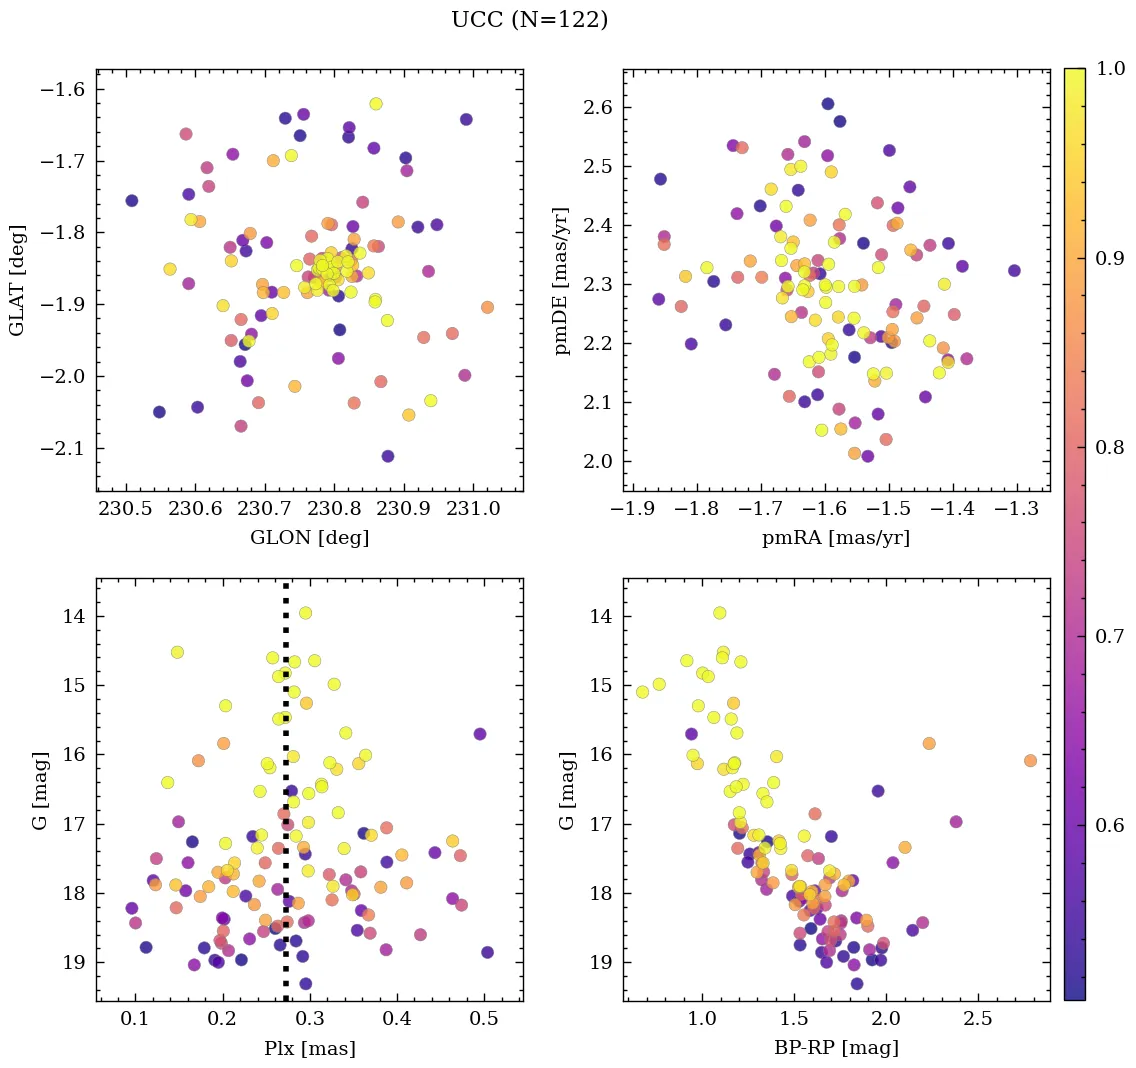 UCC (N=122)
−1.6
−1.7
−1.8
−1.9
−2.0
−2.1
GLAT [deg]
230.5 230.6 230.7 230.8 230.9 231.0
GLON [deg]
2.6
2.5
2.4
2.3
2.2
2.1
2.0
pmDE [mas/yr]
−1.9 −1.8 −1.7 −1.6 −1.5 −1.4 −1.3
pmRA [mas/yr]
14
15
16
17
18
19
G [mag]
0.1 0.2 0.3 0.4 0.5
Plx [mas]
14
15
16
17
18
19
G [mag]
1.0 1.5 2.0 2.5
BP-RP [mag]
1.0
0.9
0.8
0.7
0.6